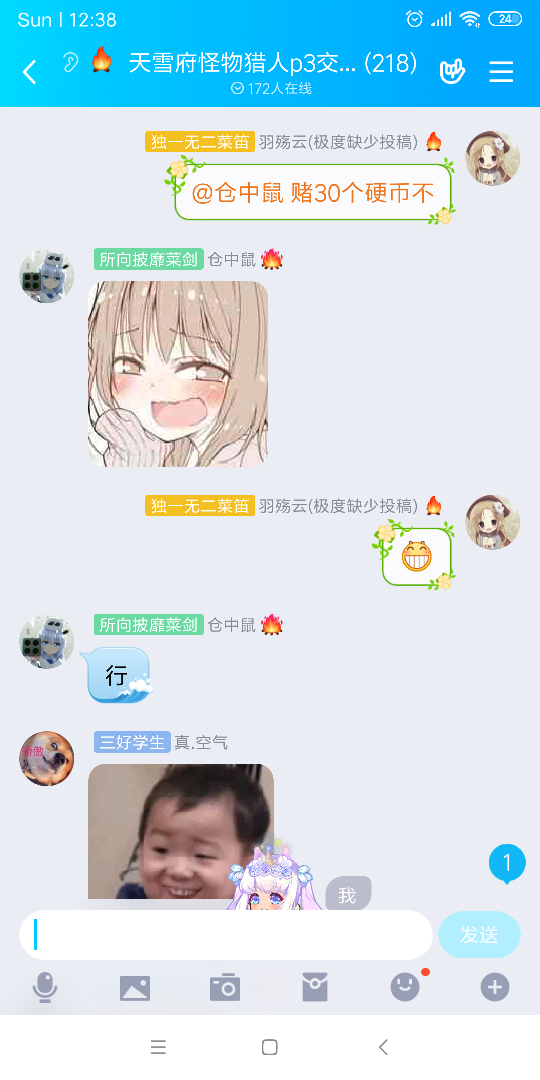 Sun | 12:38
24
天雪府怪物猎人p3交... (218)
172人在线
独一无二菜笛 羽殇云(极度缺少投稿)
@仓中鼠 赌30个硬币不
所向披靡菜剑 仓中鼠
独一无二菜笛 羽殇云(极度缺少投稿)
所向披靡菜剑 仓中鼠
行
三好学生 真.空气
1
我
发送